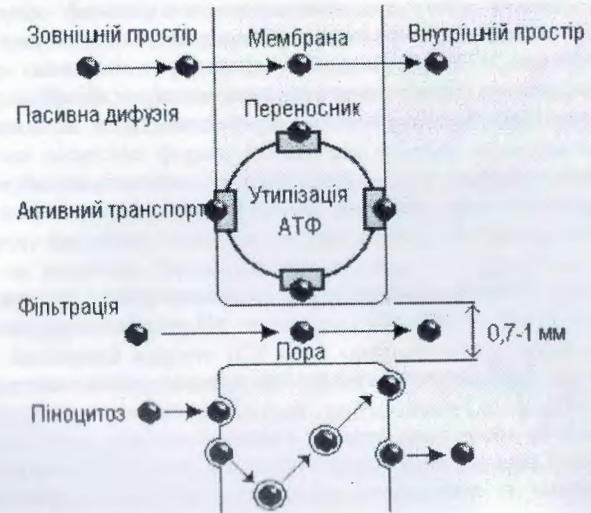 Зовнішній простір
Мембрана
Внутрішній простір
Пасивна дифузія
Переносник
Активний транспорт
Утилізація
АТФ
Фільтрація
0,7-1 мм
Пора
Піноцитоз